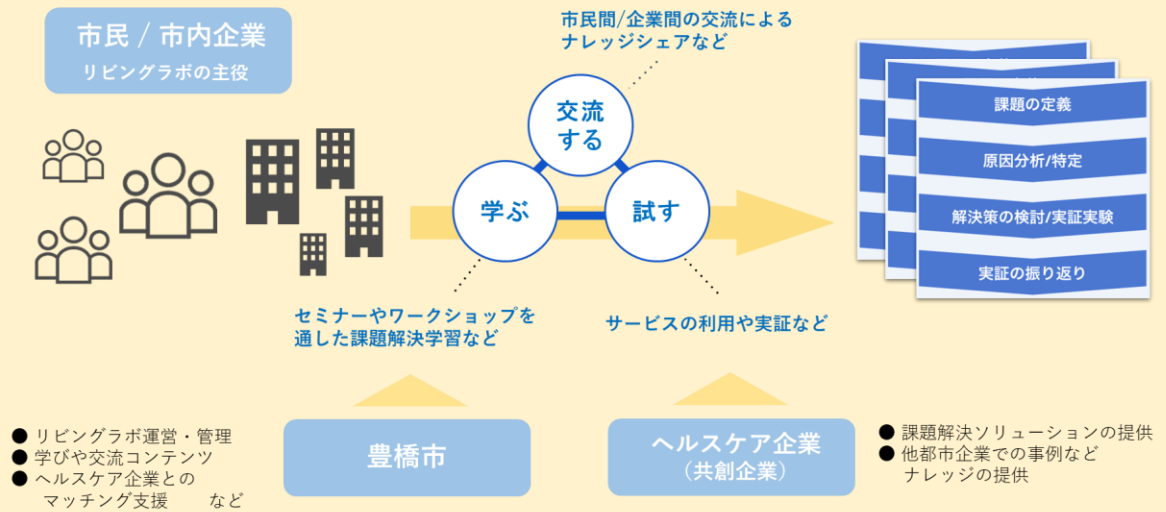 市民 / 市内企業
リビングラボの主役
市民間/企業間の交流による
ナレッジシェアなど
交流
する
学ぶ
試す
セミナーやワークショップを
通した課題解決学習など
サービスの利用や実証など
課題の定義
原因分析/特定
解決策の検討/実証実験
実証の振り返り
● リビングラボ運営・管理
● 学びや交流コンテンツ
● ヘルスケア企業との
マッチング支援 など
豊橋市
ヘルスケア企業
(共創企業)
● 課題解決ソリューションの提供
● 他都市企業での事例など
ナレッジの提供